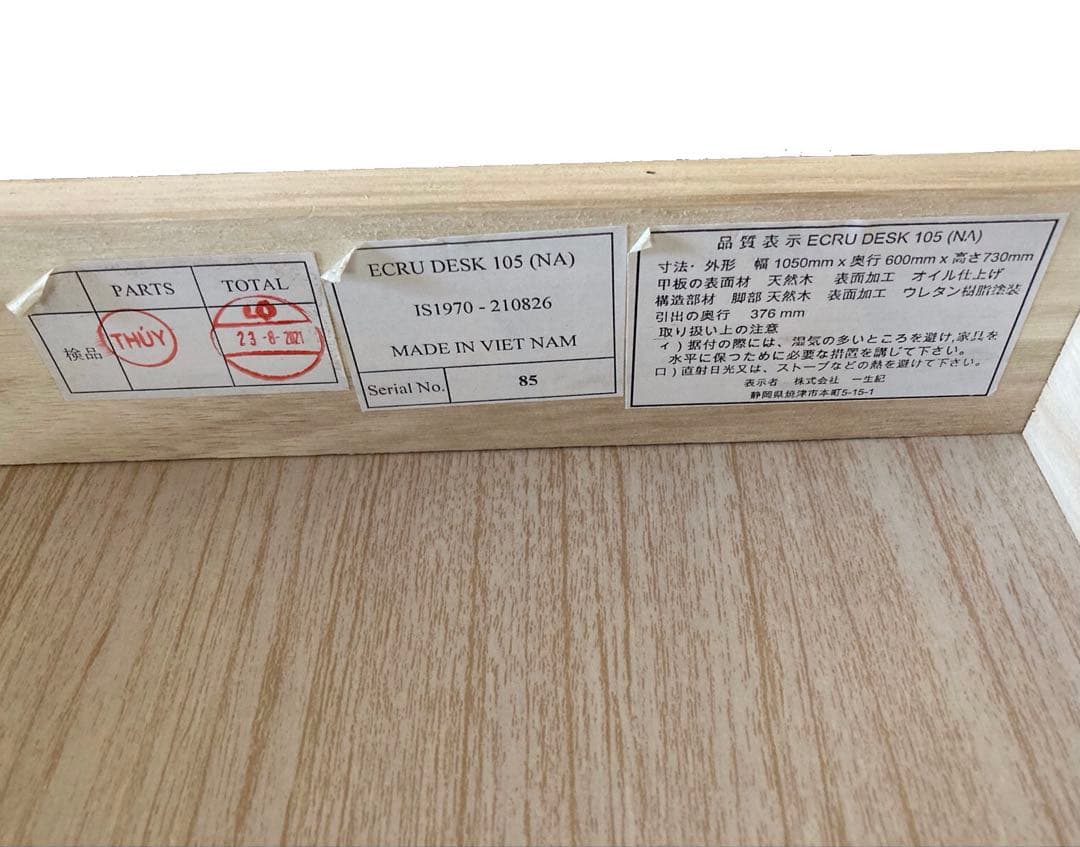 PARTS TOTAL
検品 THÚY LỘ
23-8-2021
ECRU DESK 105 (NA)
IS1970 - 210826
MADE IN VIET NAM
Serial No. 85
品質表示 ECRU DESK 105 (NA)
寸法・外形 幅 1050mm x 奥行 600mm x 高さ730mm
甲板の表面材 天然木 表面加工 オイル仕上げ
構造部材 脚部 天然木 表面加工 ウレタン樹脂塗装
引出の奥行 376 mm
取り扱い上の注意
イ) 据付の際には、湿気の多いところを避け,家具を
水平に保つために必要な措置を講じて下さい。
ロ) 直射日光又は、ストーブなどの熱を避けて下さい。
表示者 株式会社 一生紀
静岡県焼津市本町5-15-1